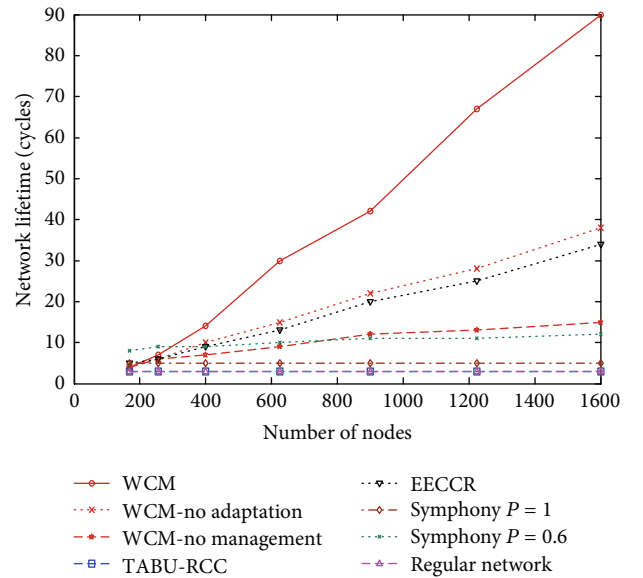 90
80
70
60
50
40
30
20
10
0
Network lifetime (cycles)
0 200 400 600 800 1000 1200 1400 1600
Number of nodes
WCM
WCM-no adaptation
WCM-no management
TABU-RCC
EECCR
Symphony P = 1
Symphony P = 0.6
Regular network